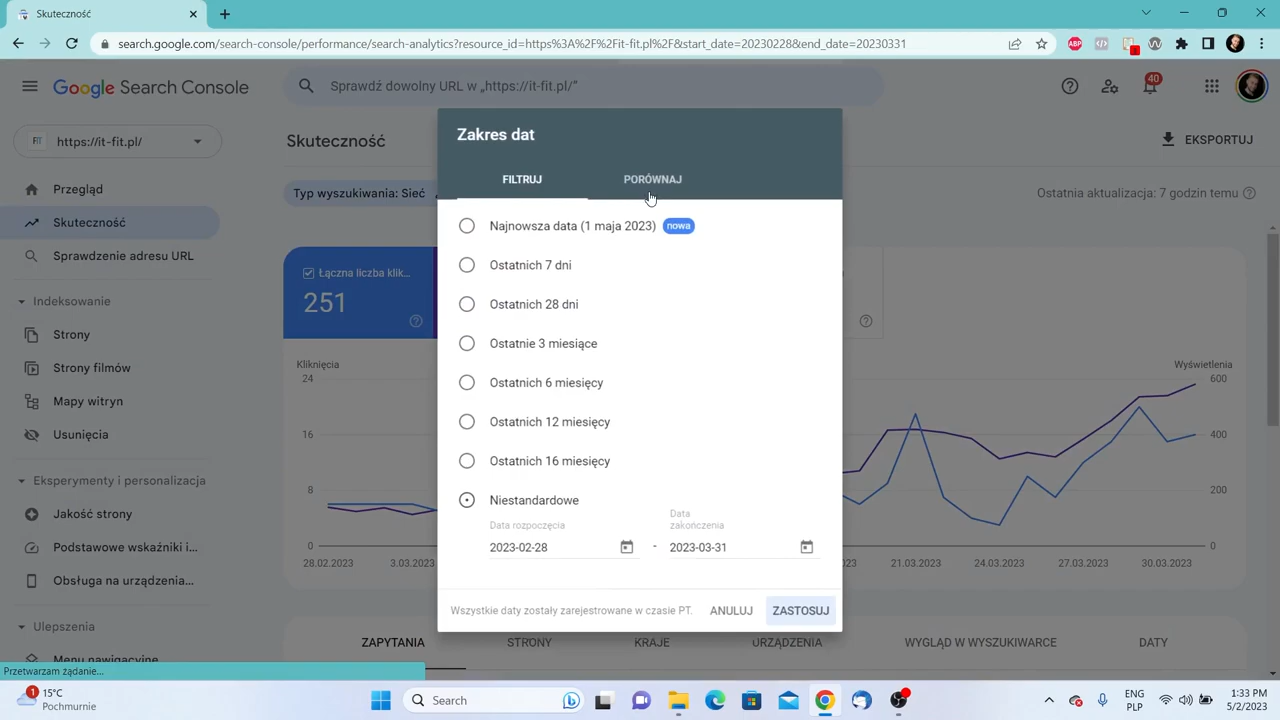 Skuteczność
search.google.com/search-console/performance/search-analytics?resource_id=https%3A%2F%2Fit-fit.pl%2F&start_date=20230228&end_date=20230331
ABP
Google Search Console
Sprawdź dowolny URL w „https://it-fit.pl/”
40
FIT
https://it-fit.pl/
Skuteczność
EKSPORTUJ
Typ wyszukiwania: Sieć
Ostatnia aktualizacja: 7 godzin temu
Przegląd
Skuteczność
Sprawdzenie adresu URL
Indeksowanie
Strony
Strony filmów
Mapy witryn
Usunięcia
Eksperymenty i personalizacja
Jakość strony
Podstawowe wskaźniki i...
Obsługa na urządzenia...
Ulepszenia
Menu nawigacyjne
Przetwarzam żądanie...
Łączna liczba klik...
251
Kliknięcia
24
16
8
0
28.02.2023
3.03.2023
Wyświetlenia
600
400
200
0
21.03.2023
24.03.2023
27.03.2023
30.03.2023
Zakres dat
FILTRUJ
PORÓWNAJ
Najnowsza data (1 maja 2023) nowa
Ostatnich 7 dni
Ostatnich 28 dni
Ostatnie 3 miesiące
Ostatnich 6 miesięcy
Ostatnich 12 miesięcy
Ostatnich 16 miesięcy
Niestandardowe
Data rozpoczęcia
2023-02-28
-
Data
zakończenia
2023-03-31
Wszystkie daty zostały zarejestrowane w czasie PT.
ANULUJ
ZASTOSUJ
ZAPYTANIA
STRONY
KRAJE
URZĄDZENIA
WYGLĄD W WYSZUKIWARCE
DATY
1
15°C
Pochmurnie
Search
ENG
PLP
1:33 PM
5/2/2023